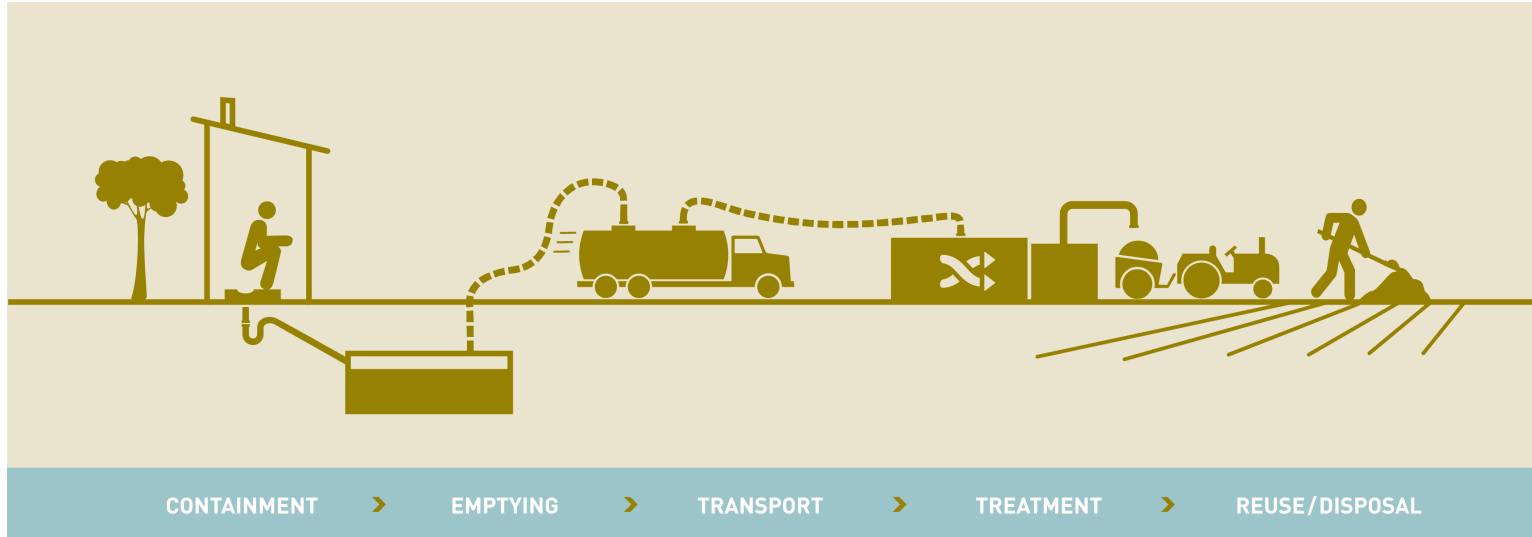 CONTAINMENT > EMPTYING > TRANSPORT > TREATMENT > REUSE/DISPOSAL